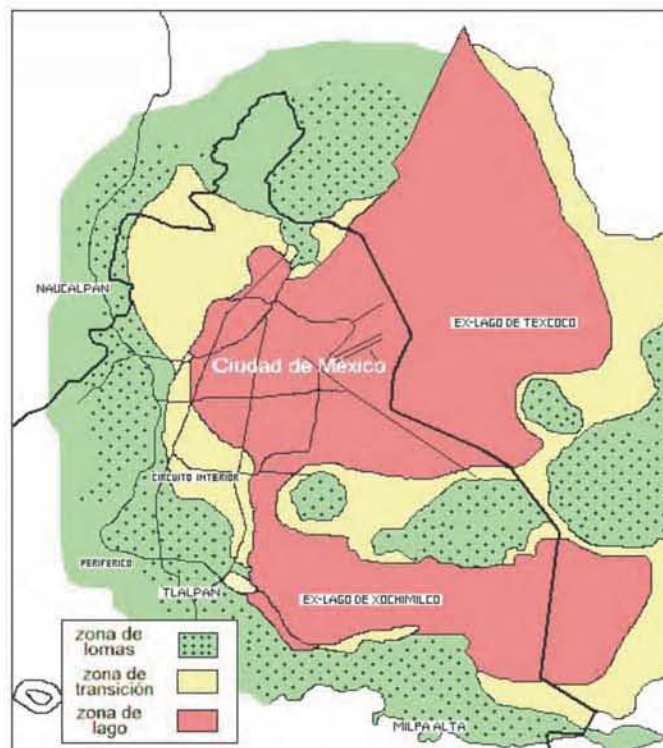 NAUCALPAN
EX-LAGO DE TEXCOCO
Ciudad de México
CIRCUITO INTERIOR
PERIFERICO
TLALPAN
EX-LAGO DE XOCHIMILCO
zona de
lomas
zona de
transición
zona de
lago
MILPA ALTA